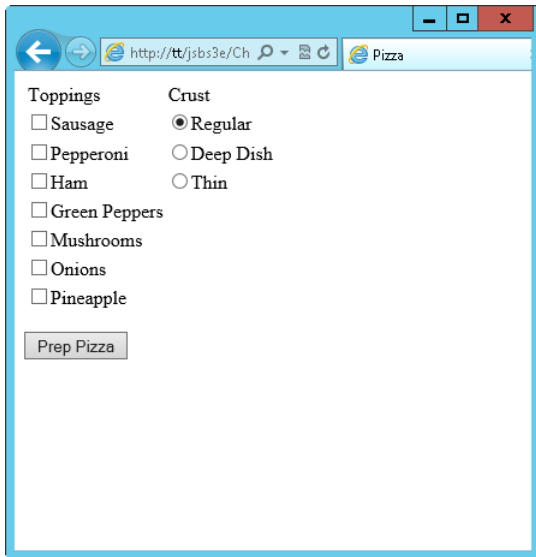 http://tt/jsbs3e/Ch
Pizza
Toppings Crust
Sausage Regular
Pepperoni Deep Dish
Ham Thin
Green Peppers
Mushrooms
Onions
Pineapple
Prep Pizza